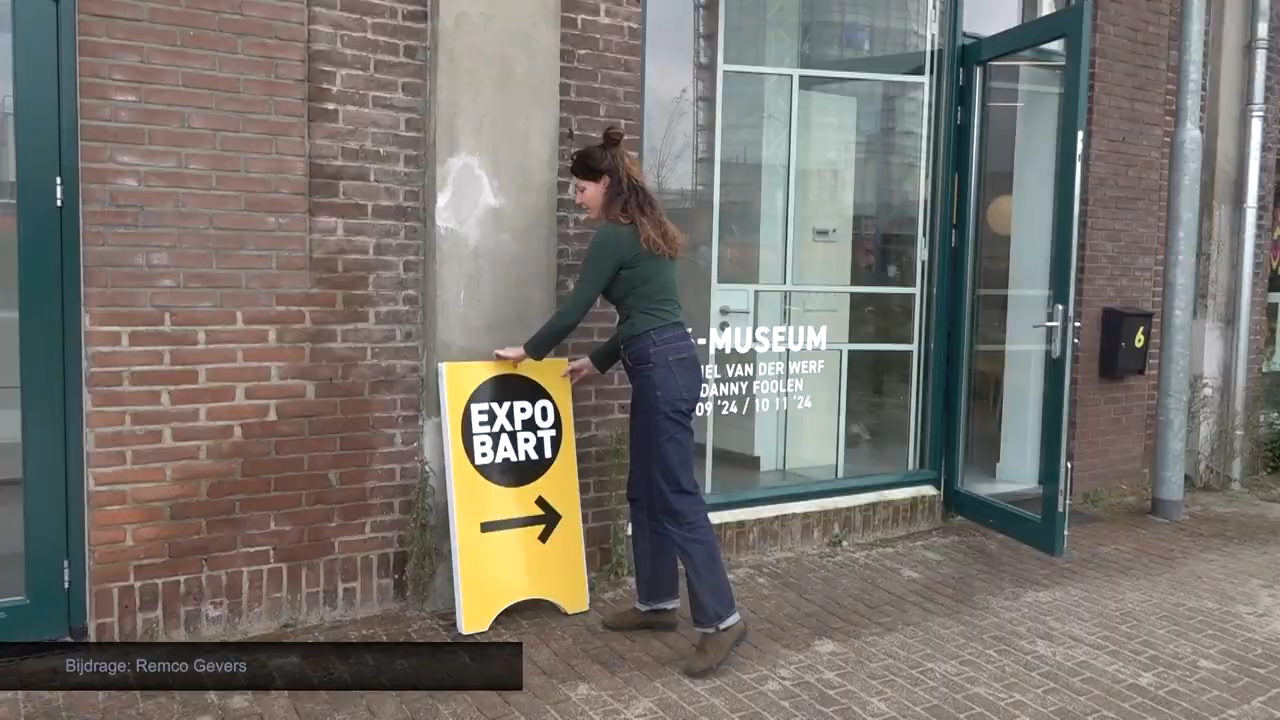 EXPO
BART
-MUSEUM
VAN DER WERF
DANNY FOOLEN
09 '24 / 10 11 '24
6
Bijdrage: Remco Gevers